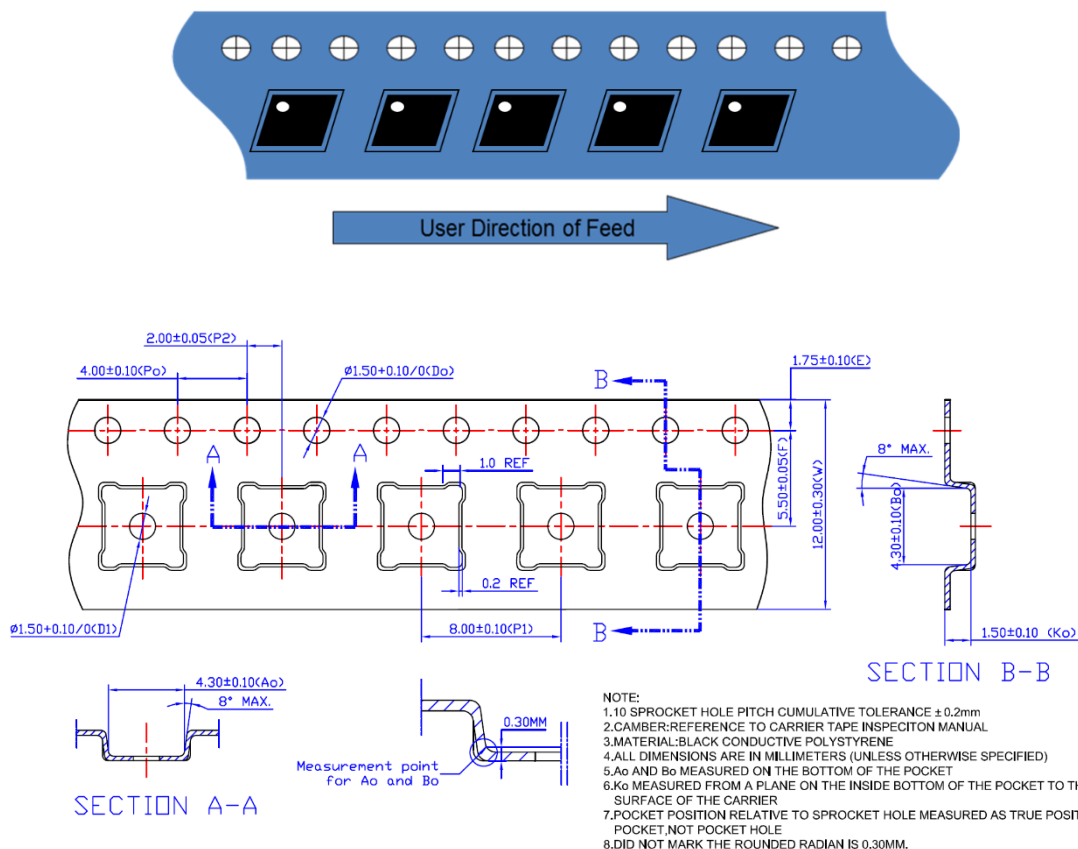 User Direction of Feed
2.00±0.05(P2)
4.00±0.10(Po)
Ø1.50+0.10/0(Do)
1.75±0.10(E)
B
A
A
1.0 REF
8° MAX.
5.50±0.05(F)
12.00±0.30(W)
4.30±0.10(Bo)
0.2 REF
Ø1.50+0.10/0(D1)
8.00±0.10(P1)
B
1.50±0.10 (Ko)
SECTION B-B
4.30±0.10(Ao)
8° MAX.
0.30MM
Measurement point
for Ao and Bo
SECTION A-A
NOTE:
1.10 SPROCKET HOLE PITCH CUMULATIVE TOLERANCE ±0.2mm
2.CAMBER:REFERENCE TO CARRIER TAPE INSPECITON MANUAL
3.MATERIAL:BLACK CONDUCTIVE POLYSTYRENE
4.ALL DIMENSIONS ARE IN MILLIMETERS (UNLESS OTHERWISE SPECIFIED)
5.Ao AND Bo MEASURED ON THE BOTTOM OF THE POCKET
6.Ko MEASURED FROM A PLANE ON THE INSIDE BOTTOM OF THE POCKET TO TH
SURFACE OF THE CARRIER
7.POCKET POSITION RELATIVE TO SPROCKET HOLE MEASURED AS TRUE POSIT
POCKET,NOT POCKET HOLE
8.DID NOT MARK THE ROUNDED RADIAN IS 0.30MM.